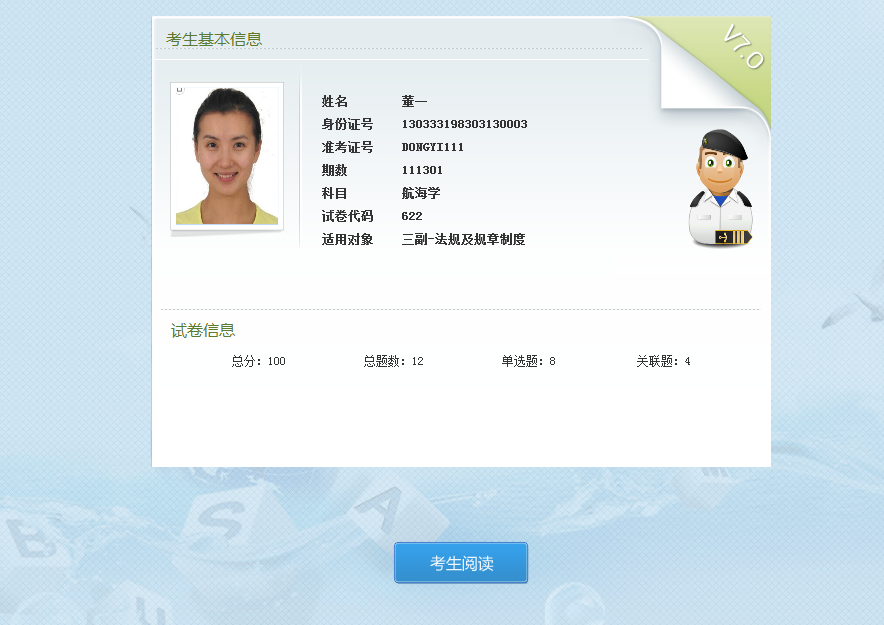 考生基本信息
V7.0
姓名 董一
身份证号 130333198303130003
准考证号 DONGYI111
期数 111301
科目 航海学
试卷代码 622
适用对象 三副-法规及规章制度
试卷信息
总分：100 总题数：12 单选题：8 关联题：4
B S A m U
考生阅读